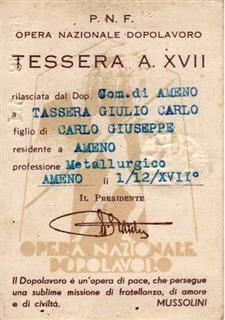 P. N. F.
OPERA NAZIONALE DOPOLAVORO
TESSERA A. XVII
rilasciata dal Dop. Com. di AMENO
a TASSERA GIULIO CARLO
figlio di CARLO GIUSEPPE
residente a AMENO
professione Metallurgico
AMENO li 1/12/XVII°
IL PRESIDENTE
OPERA NAZIONALE
DOPOLAVORO
Il Dopolavoro è un'opera di pace, che persegue
una sublime missione di fratellanza, di amore
e di civiltà. MUSSOLINI